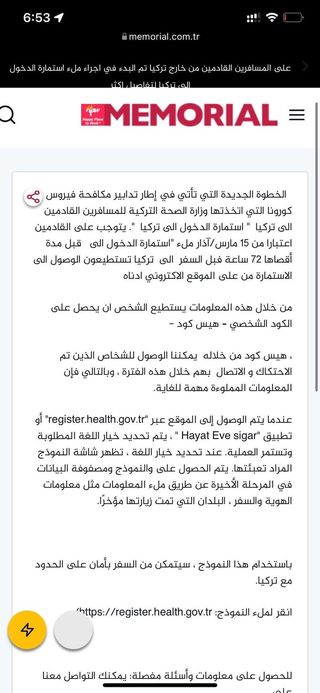 6:53
memorial.com.tr
على المسافرين القادمين من خارج تركيا تم البدء في اجراء ملء استمارة الدخول
الى تركيا لتفاصيل اكثر
Happy Place to Work
MEMORIAL
الخطوة الجديدة التي تأتي في إطار تدابير مكافحة فيروس
كورونا التي اتخذتها وزارة الصحة التركية للمسافرين القادمين
الى تركيا " استمارة الدخول الى تركيا ". يتوجب على القادمين
اعتبارا من 15 مارس/آذار ملء "استمارة الدخول الى قبل مدة
أقصاها 72 ساعة قبل السفر الى تركيا تستطيعون الوصول الى
الاستمارة من على الموقع الاكتروني ادناه
من خلال هذه المعلومات يستطيع الشخص ان يحصل على
الكود الشخصي – هيس كود –
، هيس كود من خلاله يمكننا الوصول للشخاص الذين تم
الاحتكاك و الاتصال بهم خلال هذه الفترة ، وبالتالي فإن
المعلومات المملوءة مهمة للغاية.
عندما يتم الوصول إلى الموقع عبر "register.health.gov.tr" أو
تطبيق "Hayat Eve sigar " ، يتم تحديد خيار اللغة المطلوبة
وتستمر العملية. عند تحديد خيار اللغة ، تظهر شاشة النموذج
المراد تعبئتها. يتم الحصول على والنموذج ومصفوفة البيانات
في المرحلة الأخيرة عن طريق ملء المعلومات مثل معلومات
الهوية والسفر ، البلدان التي تمت زيارتها مؤخرًا.
باستخدام هذا النموذج ، سيتمكن من السفر بأمان على الحدود
مع تركيا.
انقر لملء النموذج: https://register.health.gov.tr/
للحصول على معلومات وأسئلة مفصلة؛ يمكنك التواصل معنا
على